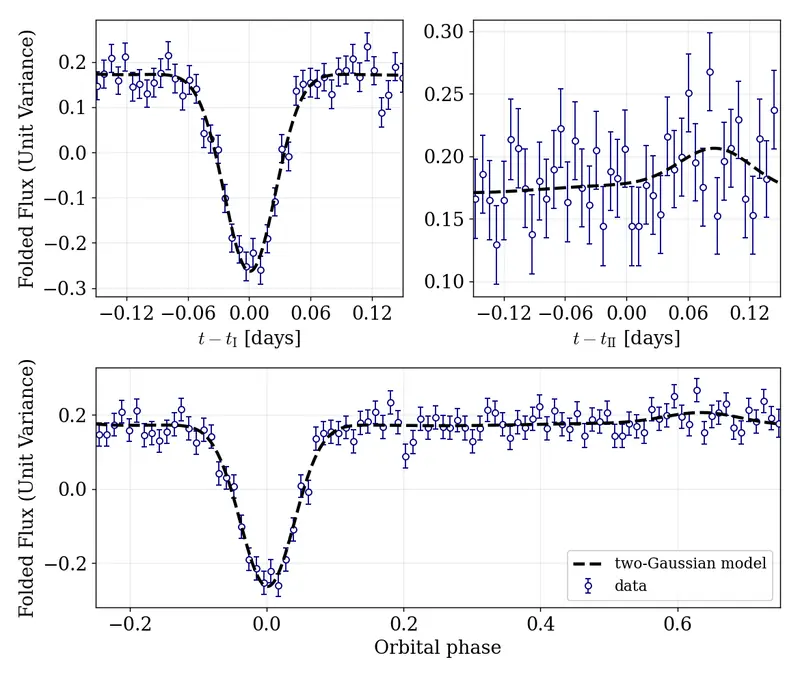 Folded Flux (Unit Variance)
0.2
0.1
0.0
−0.1
−0.2
−0.3
−0.12 −0.06 0.00 0.06 0.12
t − tI [days]
0.30
0.25
0.20
0.15
0.10
−0.12 −0.06 0.00 0.06 0.12
t − tII [days]
Folded Flux (Unit Variance)
0.2
0.0
−0.2
two-Gaussian model
data
−0.2 0.0 0.2 0.4 0.6
Orbital phase